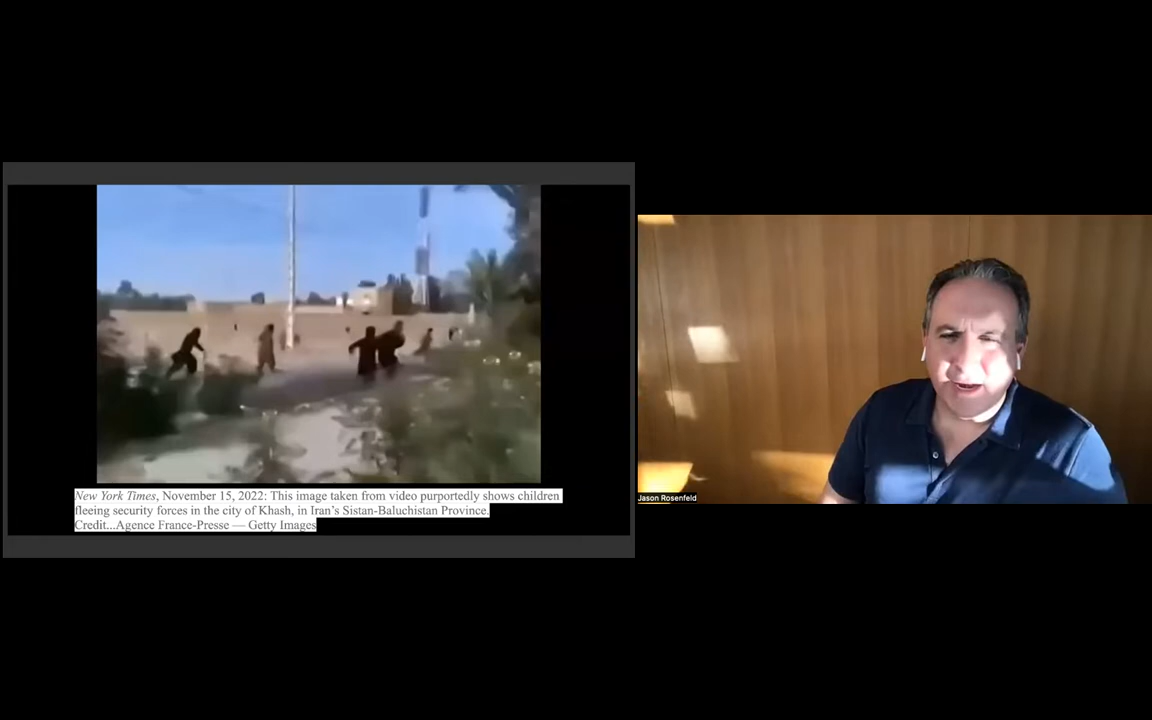 New York Times, November 15, 2022: This image taken from video purportedly shows children
fleeing security forces in the city of Khash, in Iran's Sistan-Baluchistan Province.
Credit...Agence France-Presse — Getty Images
Jason Rosenfeld